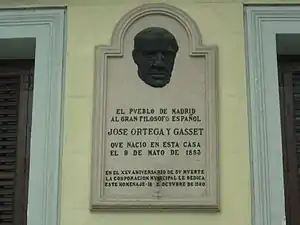 EL PUEBLO DE MADRID
AL GRAN FILOSOFO ESPAÑOL
JOSE ORTEGA Y GASSET
QUE NACIO EN ESTA CASA
EL 9 DE MAYO DE 1883
EN EL XXV ANIVERSARIO DE SU MUERTE
LA CORPORACION MUNICIPAL LE DEDICA
ESTE HOMENAJE 18 OCTUBRE DE 1980